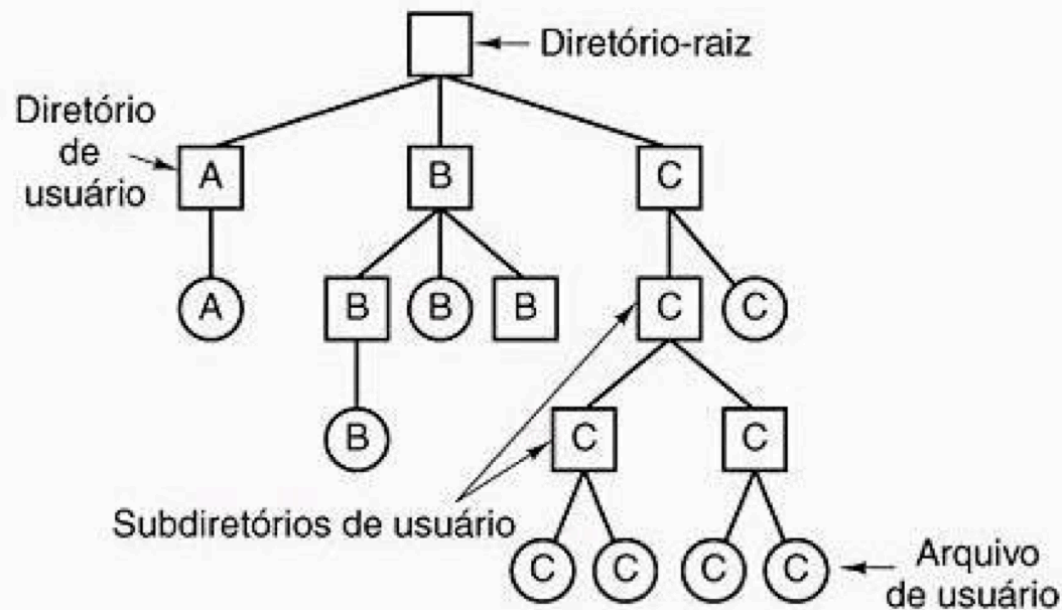 Diretório-raiz
Diretório
de
usuário
A
B
C
A
B
B
B
C
C
B
C
C
Subdiretórios de usuário
C
C
C
C
Arquivo
de usuário